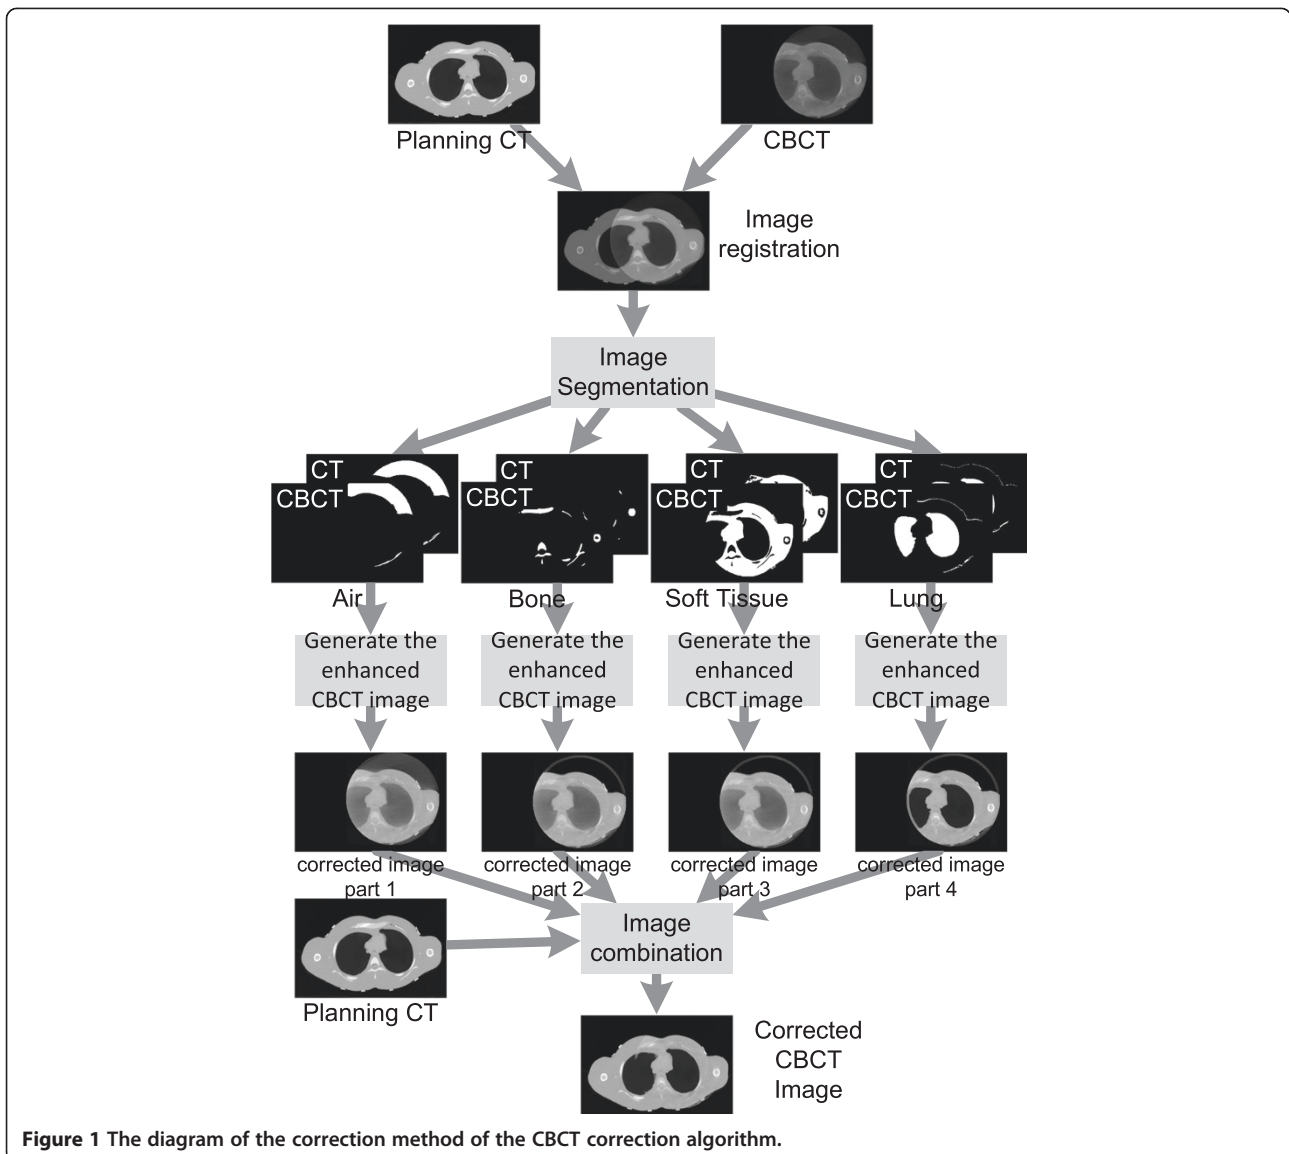 Planning CT
CBCT
Image
registration
Image
Segmentation
CT
CBCT
CT
CBCT
CT
CBCT
CT
CBCT
Air
Bone
Soft Tissue
Lung
Generate the
enhanced
CBCT image
Generate the
enhanced
CBCT image
Generate the
enhanced
CBCT image
Generate the
enhanced
CBCT image
corrected image
part 1
corrected image
part 2
corrected image
part 3
corrected image
part 4
Image
combination
Planning CT
Corrected
CBCT
Image
Figure 1 The diagram of the correction method of the CBCT correction algorithm.